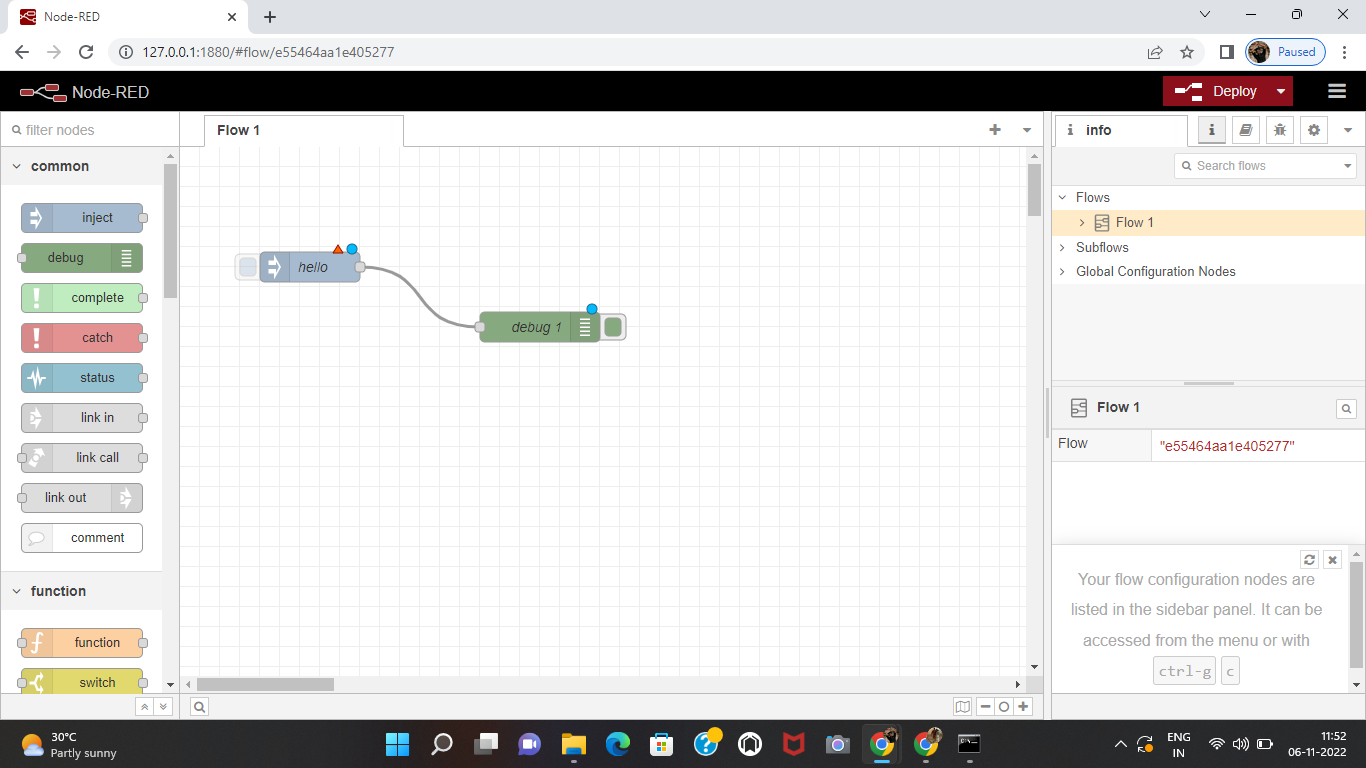 Node-RED
127.0.0.1:1880/#flow/e55464aa1e405277
Paused
Node-RED
Deploy
filter nodes
Flow 1
info
i
common
Search flows
inject
debug
complete
catch
status
link in
link call
link out
comment
function
function
switch
hello
debug 1
Flows
Flow 1
Subflows
Global Configuration Nodes
Flow 1
Flow "e55464aa1e405277"
Your flow configuration nodes are
listed in the sidebar panel. It can be
accessed from the menu or with
ctrl-g c
30°C
Partly sunny
ENG
IN
11:52
06-11-2022